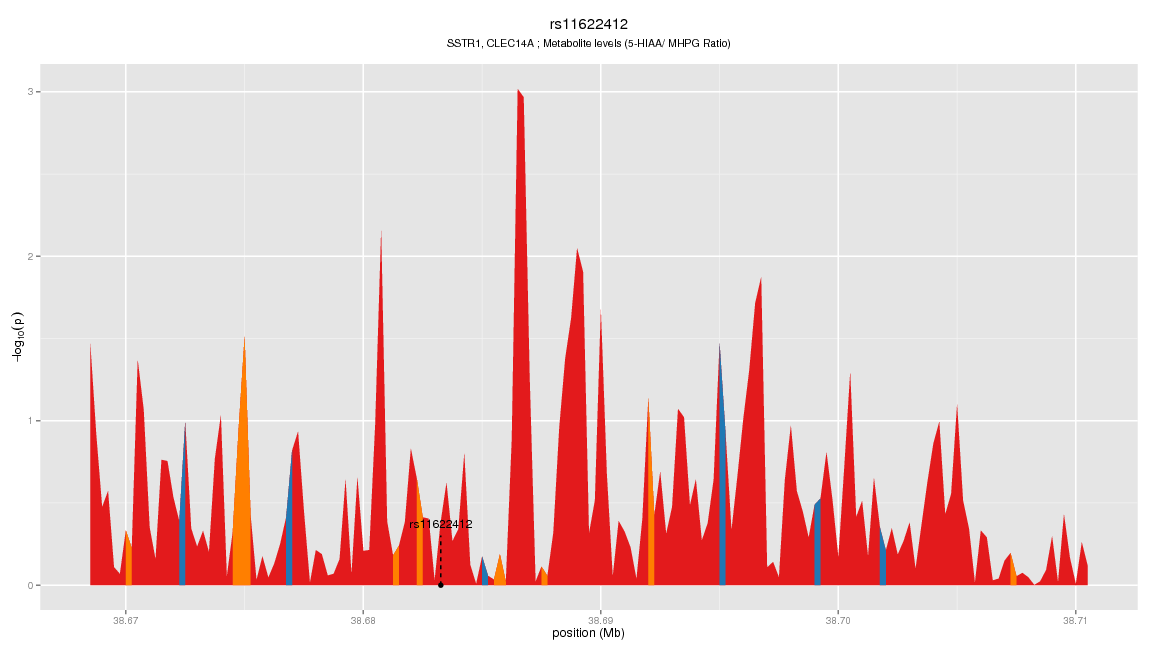 rs11622412
SSTR1, CLEC14A ; Metabolite levels (5-HIAA/ MHPG Ratio)
3
2
1
0
−log10(p)
rs11622412
38.67
38.68
38.69
38.70
38.71
position (Mb)